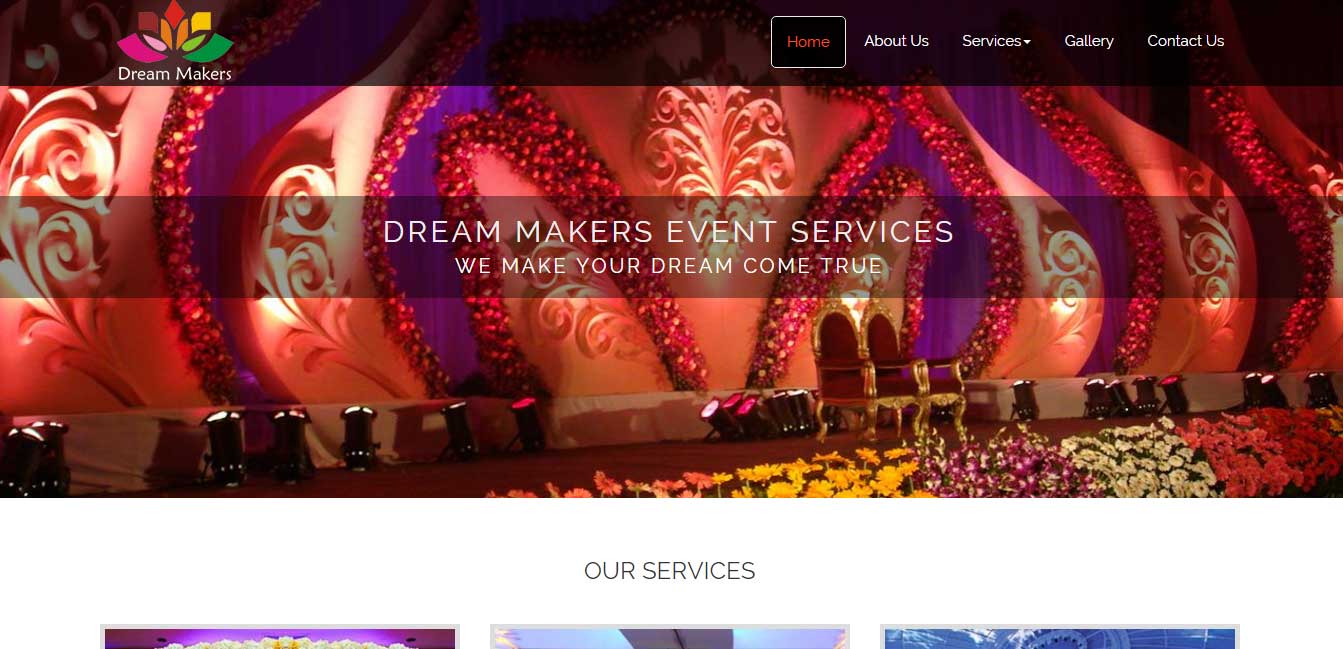 Dream Makers
Home About Us Services Gallery Contact Us
DREAM MAKERS EVENT SERVICES
WE MAKE YOUR DREAM COME TRUE
OUR SERVICES